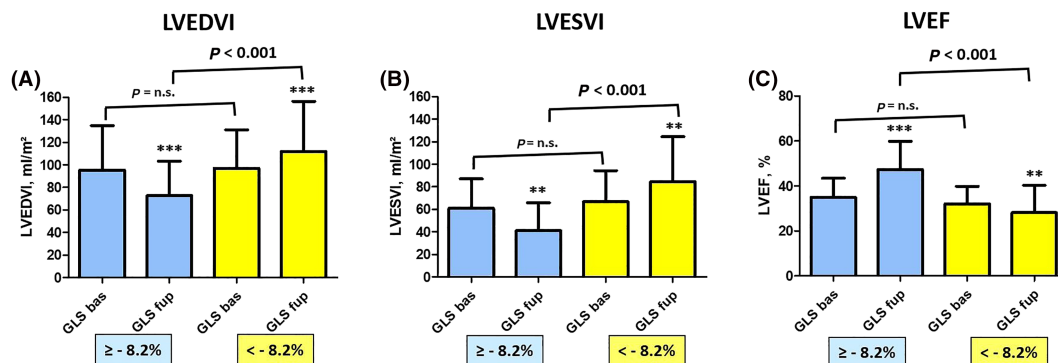 LVEDVI
(A)
P < 0.001
P = n.s.
***
***
LVEDVI, ml/m²
160
140
120
100
80
60
40
20
0
GLS bas
GLS fup
GLS bas
GLS fup
≥ - 8.2%
< - 8.2%
LVESVI
(B)
P < 0.001
P = n.s.
**
**
LVESVI, ml/m²
160
140
120
100
80
60
40
20
0
GLS bas
GLS fup
GLS bas
GLS fup
≥ - 8.2%
< - 8.2%
LVEF
(C)
P < 0.001
P = n.s.
***
**
LVEF, %
80
60
40
20
0
GLS bas
GLS fup
GLS bas
GLS fup
≥ - 8.2%
< - 8.2%